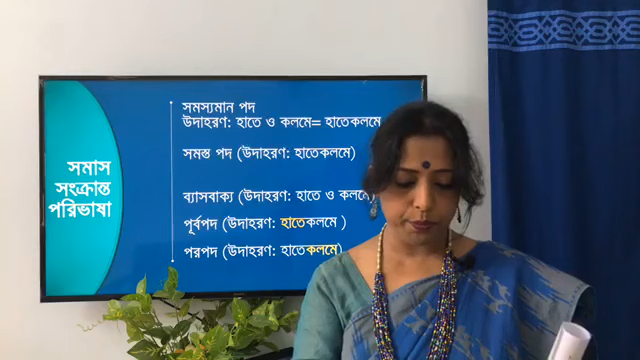 সমাস
সংক্রান্ত
পরিভাষা
সমস্যমান পদ
উদাহরণ: হাতে ও কলমে= হাতেকলমে
সমস্ত পদ (উদাহরণ: হাতেকলমে)
ব্যাসবাক্য (উদাহরণ: হাতে ও কলমে)
পূর্বপদ (উদাহরণ: হাতেকলমে )
পরপদ (উদাহরণ: হাতেকলমে)